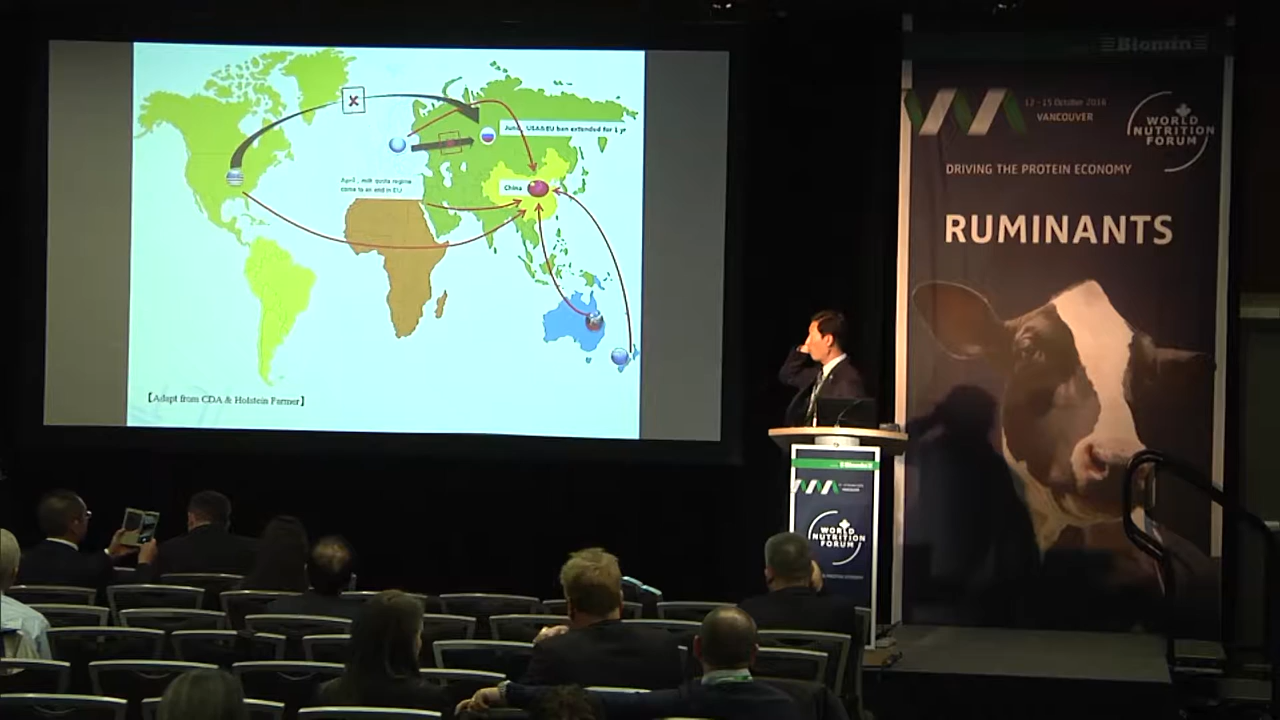 June, USA&EU ban extended for 1 yr
April, milk quota regime
come to an end in EU
China
【Adapt from CDA & Holstein Farmer】
Biomin
12 - 15 October 2016
VANCOUVER
WORLD
NUTRITION
FORUM
DRIVING THE PROTEIN ECONOMY
RUMINANTS
Biomin
VANCOUVER
WORLD
NUTRITION
FORUM